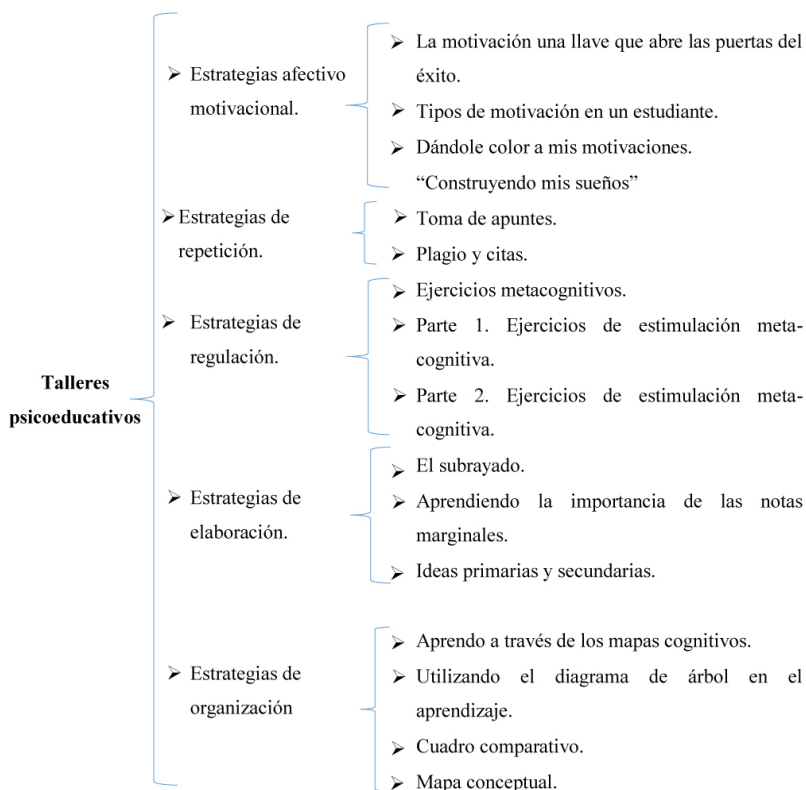 Talleres
psicoeducativos
➢ Estrategias afectivo
motivacional.
➢ La motivación una llave que abre las puertas del
éxito.
➢ Tipos de motivación en un estudiante.
➢ Dándole color a mis motivaciones.
“Construyendo mis sueños”
➢ Estrategias de
repetición.
➢ Toma de apuntes.
➢ Plagio y citas.
➢ Estrategias de
regulación.
➢ Ejercicios metacognitivos.
➢ Parte 1. Ejercicios de estimulación meta-
cognitiva.
➢ Parte 2. Ejercicios de estimulación meta-
cognitiva.
➢ Estrategias de
elaboración.
➢ El subrayado.
➢ Aprendiendo la importancia de las notas
marginales.
➢ Ideas primarias y secundarias.
➢ Estrategias de
organización
➢ Aprendo a través de los mapas cognitivos.
➢ Utilizando el diagrama de árbol en el
aprendizaje.
➢ Cuadro comparativo.
➢ Mapa conceptual.